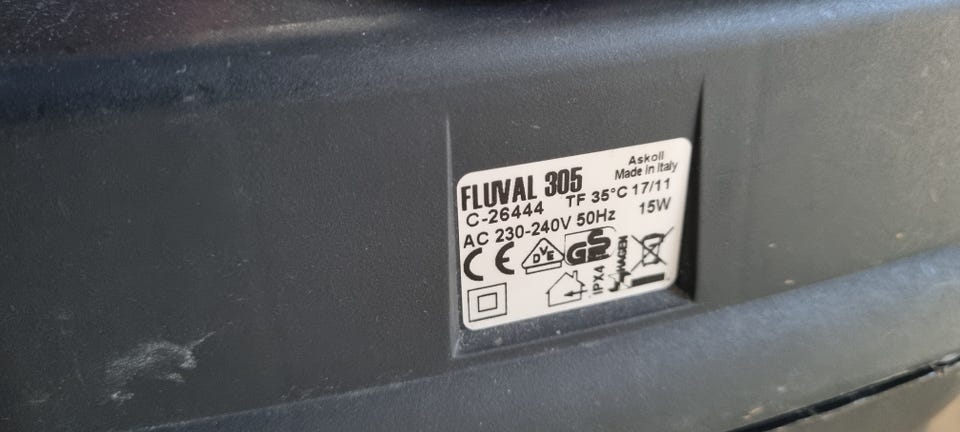 FLUVAL 305
Askoll
Made in Italy
C-26444 TF 35°C 17/11
AC 230-240V 50Hz 15W
CE DVE GS
IPX4 HAGEN